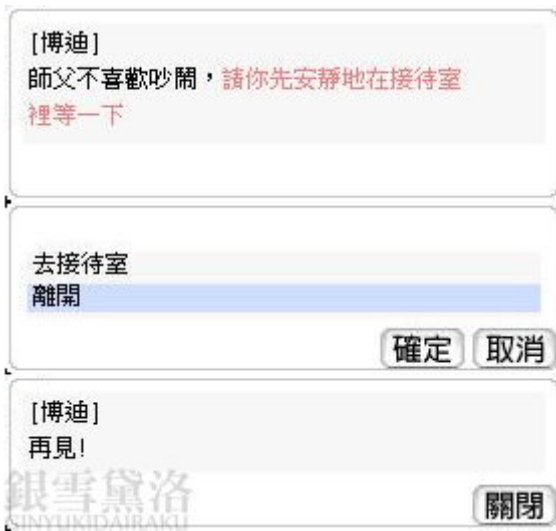 [博迪]
師父不喜歡吵鬧，請你先安靜地在接待室
裡等一下
去接待室
離開
確定 取消
[博迪]
再見!
銀雪黛洛
SINYUKIDAIRAKU
關閉